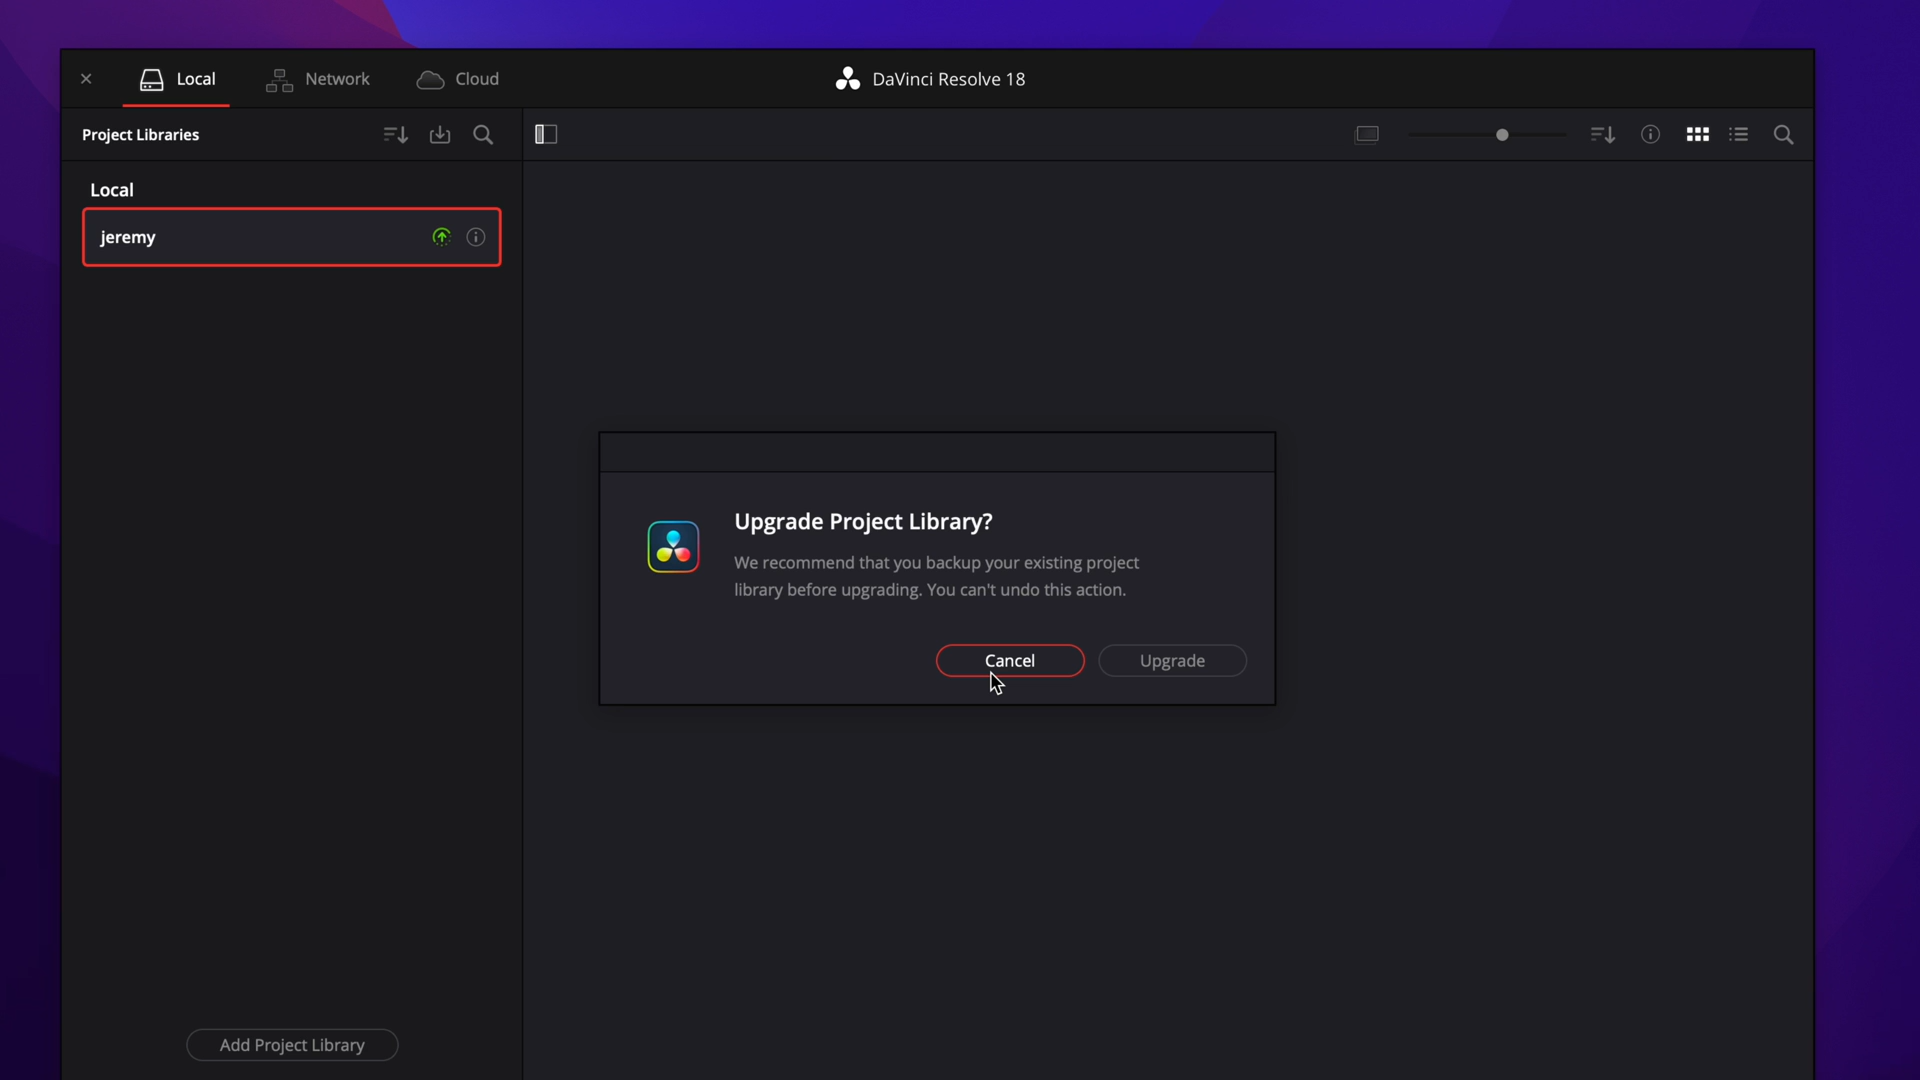 Local
Network
Cloud
DaVinci Resolve 18
Project Libraries
Local
jeremy
Upgrade Project Library?
We recommend that you backup your existing project
library before upgrading. You can't undo this action.
Cancel
Upgrade
Add Project Library